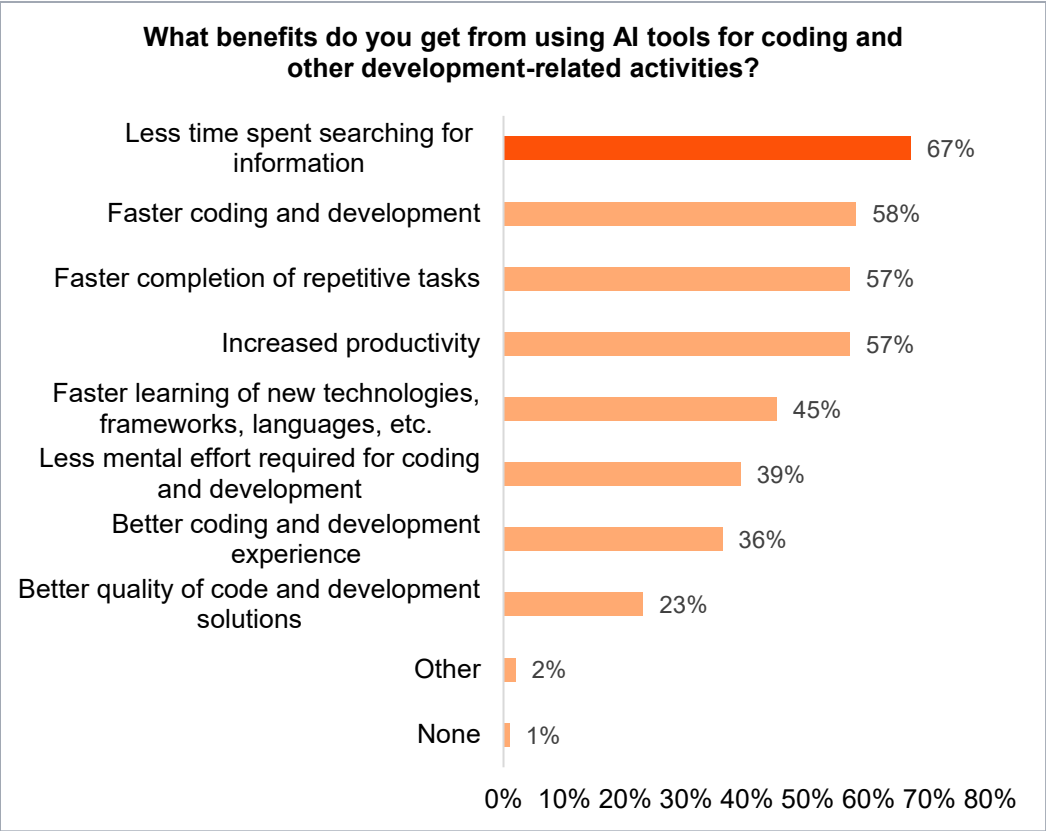 What benefits do you get from using AI tools for coding and
other development-related activities?
Less time spent searching for
information
67%
Faster coding and development
58%
Faster completion of repetitive tasks
57%
Increased productivity
57%
Faster learning of new technologies,
frameworks, languages, etc.
45%
Less mental effort required for coding
and development
39%
Better coding and development
experience
36%
Better quality of code and development
solutions
23%
Other
2%
None
1%
0% 10% 20% 30% 40% 50% 60% 70% 80%